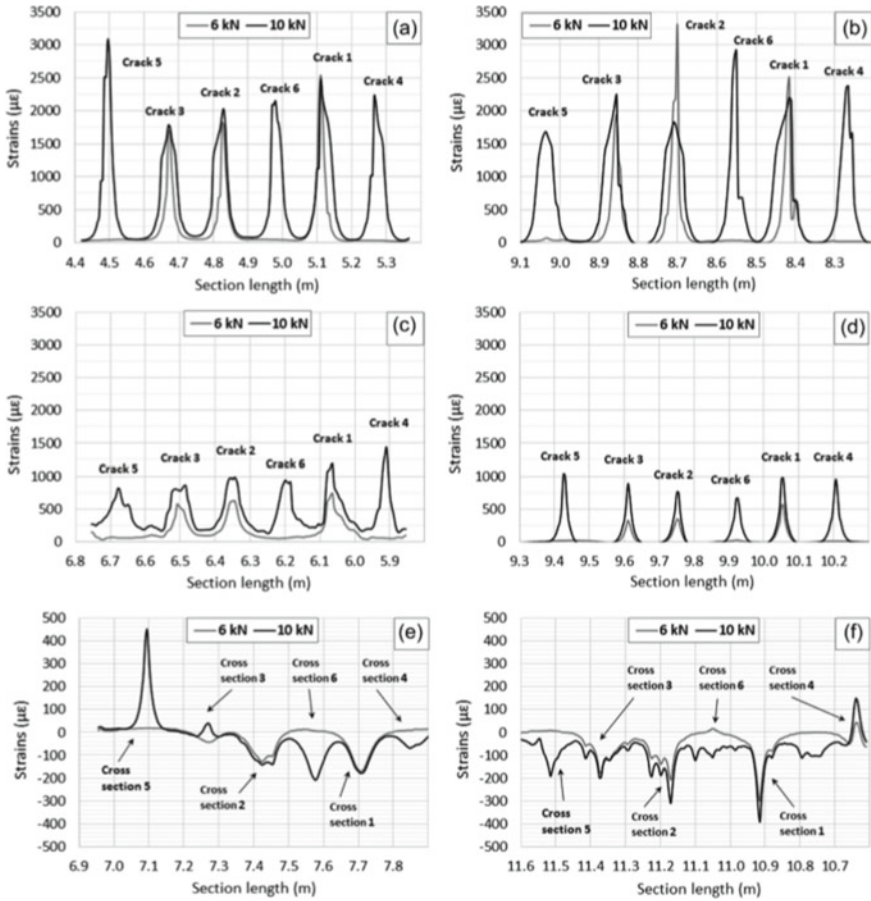 6 kN 10 kN (a)
3500
3000
2500
2000
1500
1000
500
0
Strains (με)
Crack 5
Crack 3
Crack 2
Crack 6
Crack 1
Crack 4
4.4 4.5 4.6 4.7 4.8 4.9 5.0 5.1 5.2 5.3
Section length (m)
6 kN 10 kN (b)
3500
3000
2500
2000
1500
1000
500
0
Strains (με)
Crack 5
Crack 3
Crack 2
Crack 6
Crack 1
Crack 4
9.1 9.0 8.9 8.8 8.7 8.6 8.5 8.4 8.3
Section length (m)
6 kN 10 kN (c)
3500
3000
2500
2000
1500
1000
500
0
Strains (με)
Crack 5
Crack 3
Crack 2
Crack 6
Crack 1
Crack 4
6.8 6.7 6.6 6.5 6.4 6.3 6.2 6.1 6.0 5.9
Section length (m)
6 kN 10 kN (d)
3500
3000
2500
2000
1500
1000
500
0
Strains (με)
Crack 5
Crack 3
Crack 2
Crack 6
Crack 1
Crack 4
9.3 9.4 9.5 9.6 9.7 9.8 9.9 10.0 10.1 10.2
Section length (m)
6 kN 10 kN (e)
500
400
300
200
100
0
-100
-200
-300
-400
-500
Strains (με)
Cross
section 3
Cross
section 6
Cross
section 4
Cross
section 5
Cross
section 2
Cross
section 1
6.9 7.0 7.1 7.2 7.3 7.4 7.5 7.6 7.7 7.8
Section length (m)
6 kN 10 kN (f)
500
400
300
200
100
0
-100
-200
-300
-400
-500
Strains (με)
Cross
section 3
Cross
section 6
Cross
section 4
Cross
section 5
Cross
section 2
Cross
section 1
11.6 11.5 11.4 11.3 11.2 11.1 11.0 10.9 10.8 10.7
Section length (m)